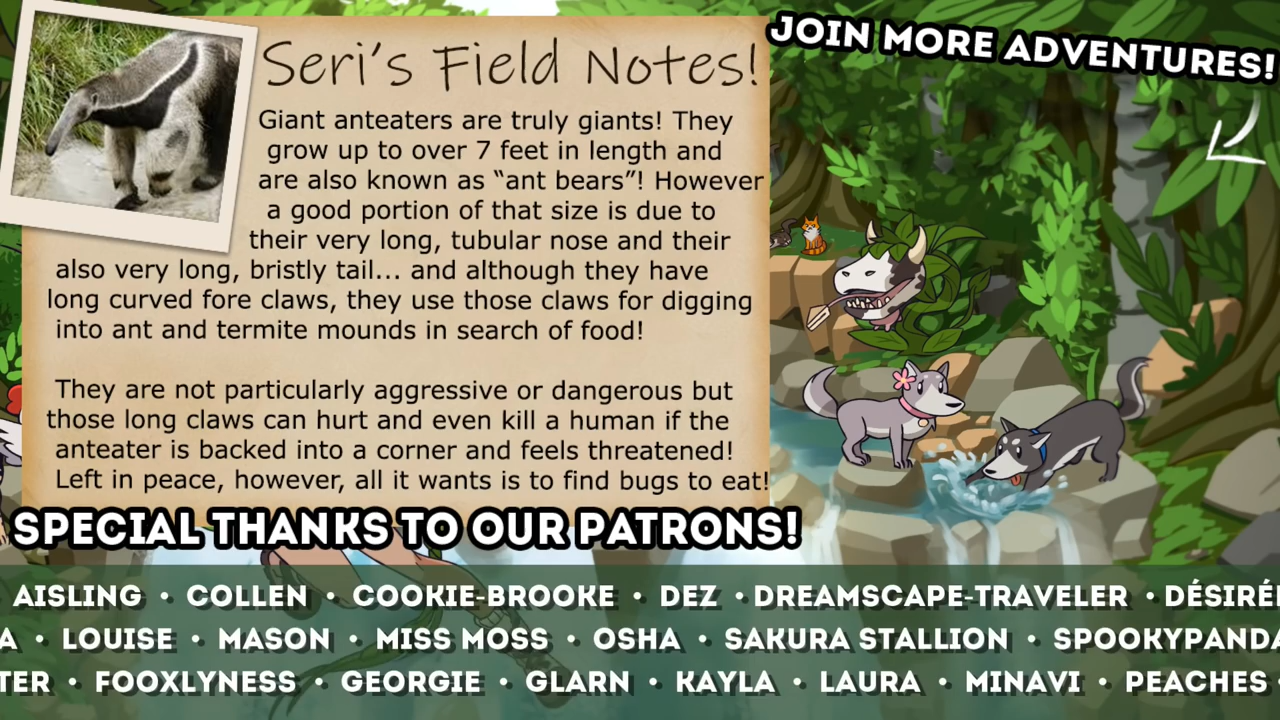 Seri's Field Notes!
Giant anteaters are truly giants! They
grow up to over 7 feet in length and
are also known as “ant bears”! However
a good portion of that size is due to
their very long, tubular nose and their
also very long, bristly tail... and although they have
long curved fore claws, they use those claws for digging
into ant and termite mounds in search of food!
They are not particularly aggressive or dangerous but
those long claws can hurt and even kill a human if the
anteater is backed into a corner and feels threatened!
Left in peace, however, all it wants is to find bugs to eat!
JOIN MORE ADVENTURES!
SPECIAL THANKS TO OUR PATRONS!
AISLING • COLLEN • COOKIE-BROOKE • DEZ • DREAMSCAPE-TRAVELER •
• LOUISE • MASON • MISS MOSS • OSHA • SAKURA STALLION • SPOOKYPANDA
• FOOXLYNESS • GEORGIE • GLARN • KAYLA • LAURA • MINAVI • PEACHES •